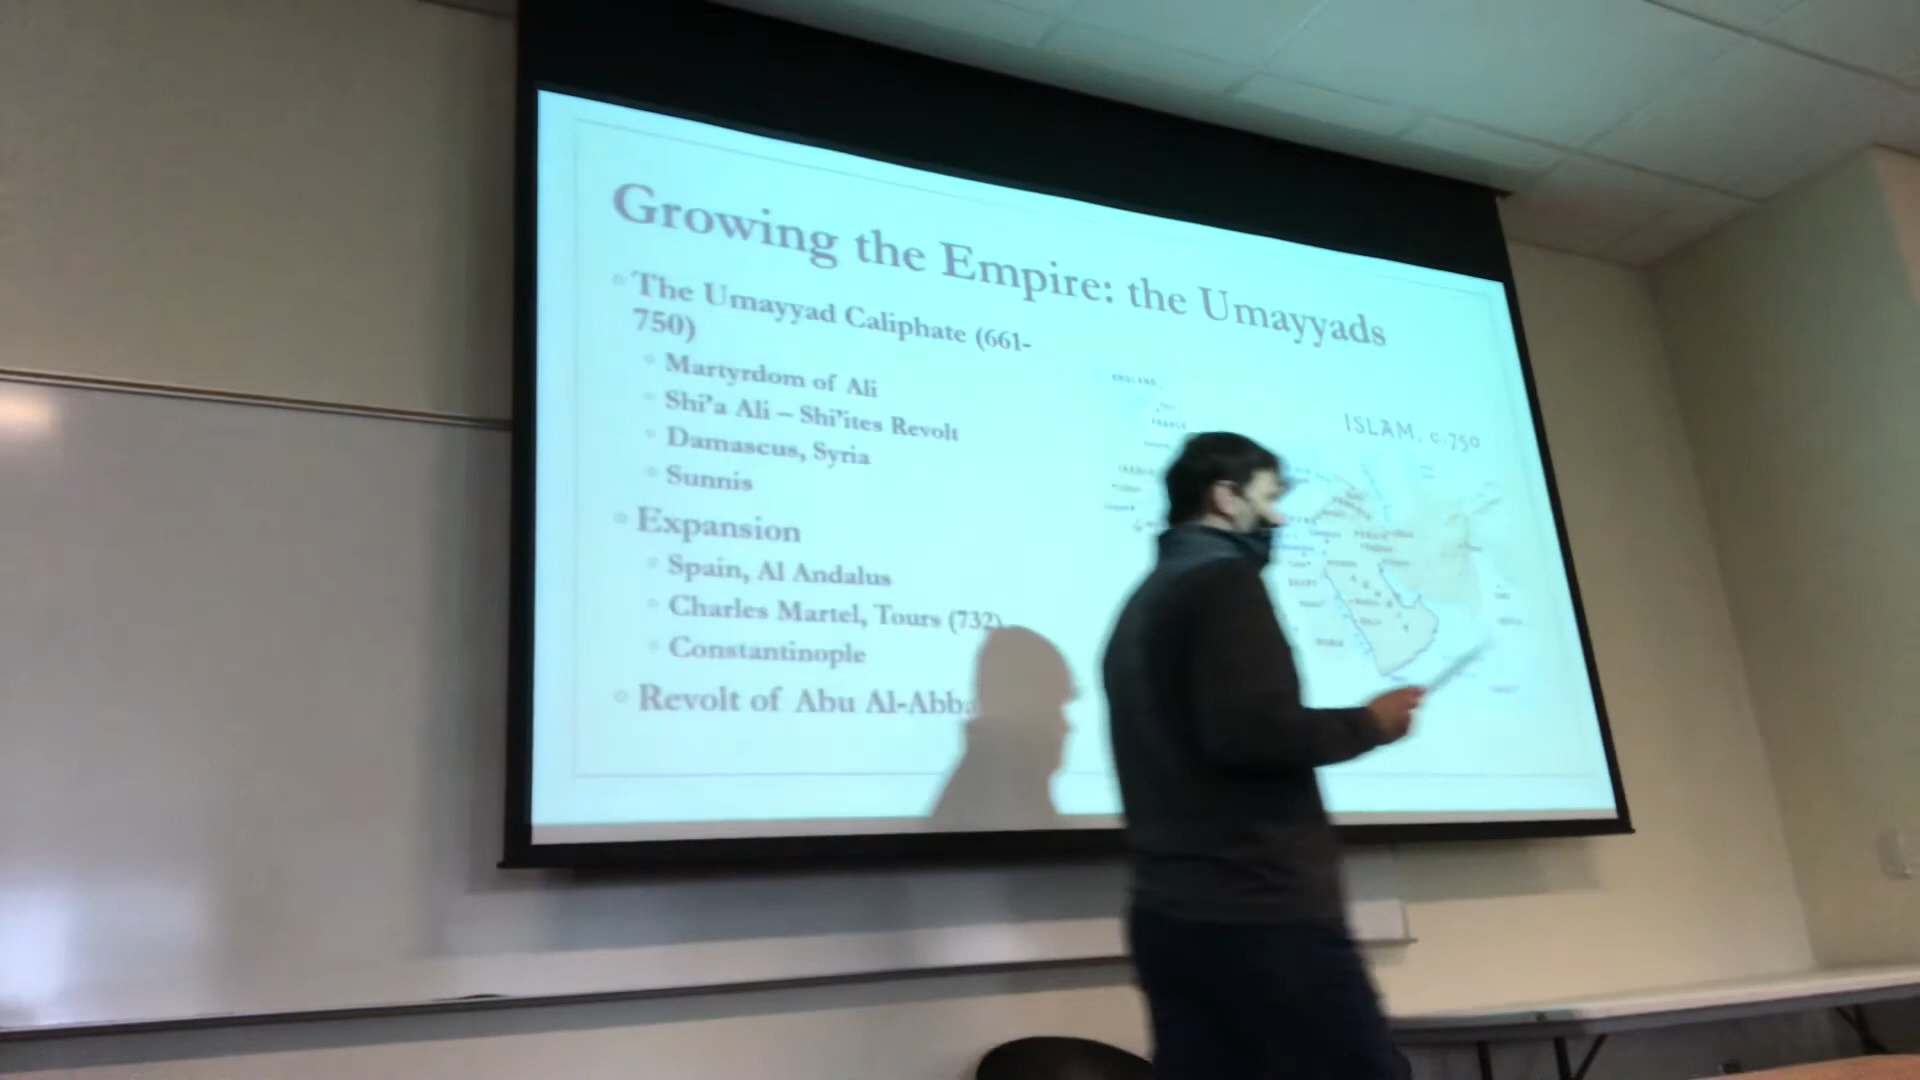 Growing the Empire: the Umayyads
The Umayyad Caliphate (661-
750)
Martyrdom of Ali
Shi'a Ali – Shi'ites Revolt
Damascus, Syria
Sunnis
Expansion
Spain, Al Andalus
Charles Martel, Tours (732)
Constantinople
Revolt of Abu Al-Abba
ENGLAND
FRANCE
ISLAM, c.750